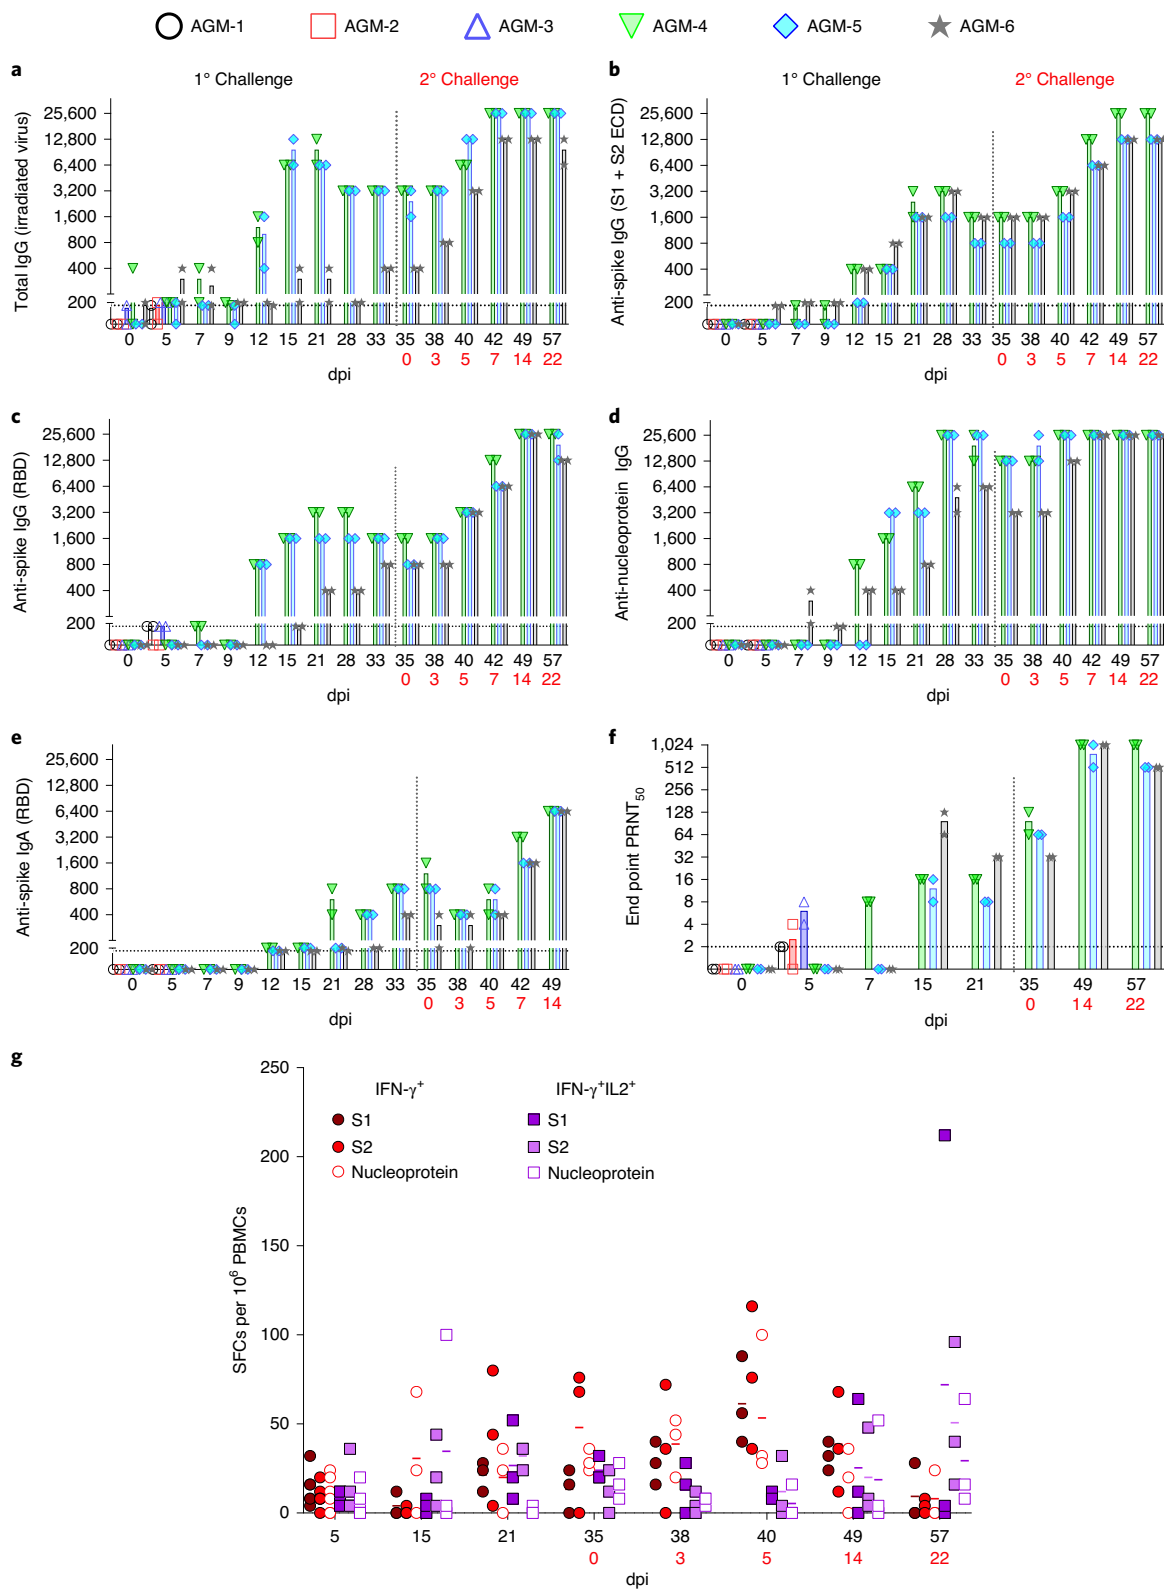 AGM-1 AGM-2 AGM-3 AGM-4 AGM-5 AGM-6
a
1° Challenge 2° Challenge
Total IgG (irradiated virus)
25,600
12,800
6,400
3,200
1,600
800
400
200
0 5 7 9 12 15 21 28 33 35 38 40 42 49 57
0 3 5 7 14 22
dpi
b
1° Challenge 2° Challenge
Anti-spike IgG (S1 + S2 ECD)
25,600
12,800
6,400
3,200
1,600
800
400
200
0 5 7 9 12 15 21 28 33 35 38 40 42 49 57
0 3 5 7 14 22
dpi
c
Anti-spike IgG (RBD)
25,600
12,800
6,400
3,200
1,600
800
400
200
0 5 7 9 12 15 21 28 33 35 38 40 42 49 57
0 3 5 7 14 22
dpi
d
Anti-nucleoprotein IgG
25,600
12,800
6,400
3,200
1,600
800
400
200
0 5 7 9 12 15 21 28 33 35 38 40 42 49 57
0 3 5 7 14 22
dpi
e
Anti-spike IgA (RBD)
25,600
12,800
6,400
3,200
1,600
800
400
200
0 5 7 9 12 15 21 28 33 35 38 40 42 49
0 3 5 7 14
dpi
f
End point PRNT50
1,024
512
256
128
64
32
16
8
4
2
0 5 7 15 21 35 49 57
0 14 22
dpi
g
SFCs per 10⁶ PBMCs
250
200
150
100
50
0
IFN-γ⁺ IFN-γ⁺IL2⁺
S1 S1
S2 S2
Nucleoprotein Nucleoprotein
5 15 21 35 38 40 49 57
0 3 5 14 22
dpi